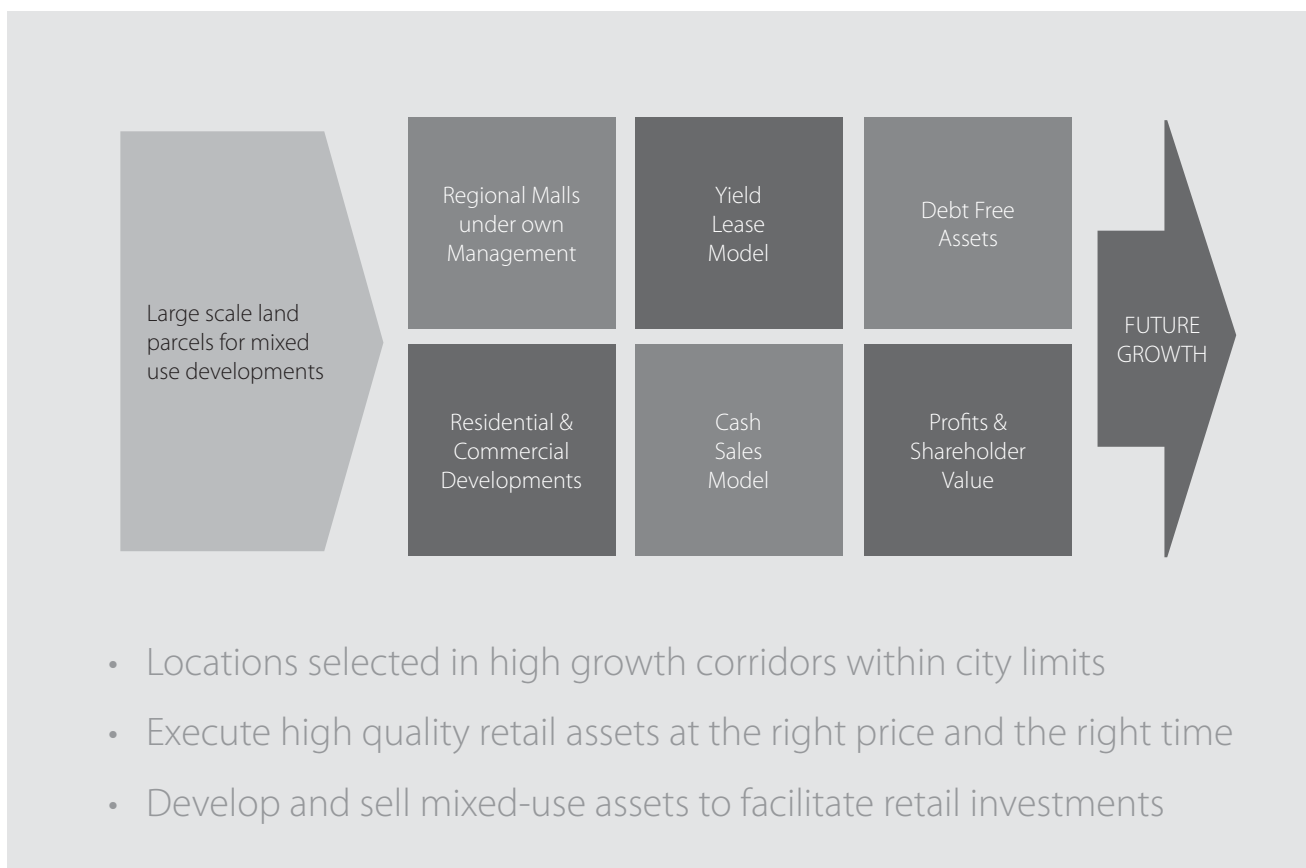 Large scale land
parcels for mixed
use developments
Regional Malls
under own
Management
Yield
Lease
Model
Debt Free
Assets
Residential &
Commercial
Developments
Cash
Sales
Model
Profits &
Shareholder
Value
FUTURE
GROWTH
• Locations selected in high growth corridors within city limits
• Execute high quality retail assets at the right price and the right time
• Develop and sell mixed-use assets to facilitate retail investments